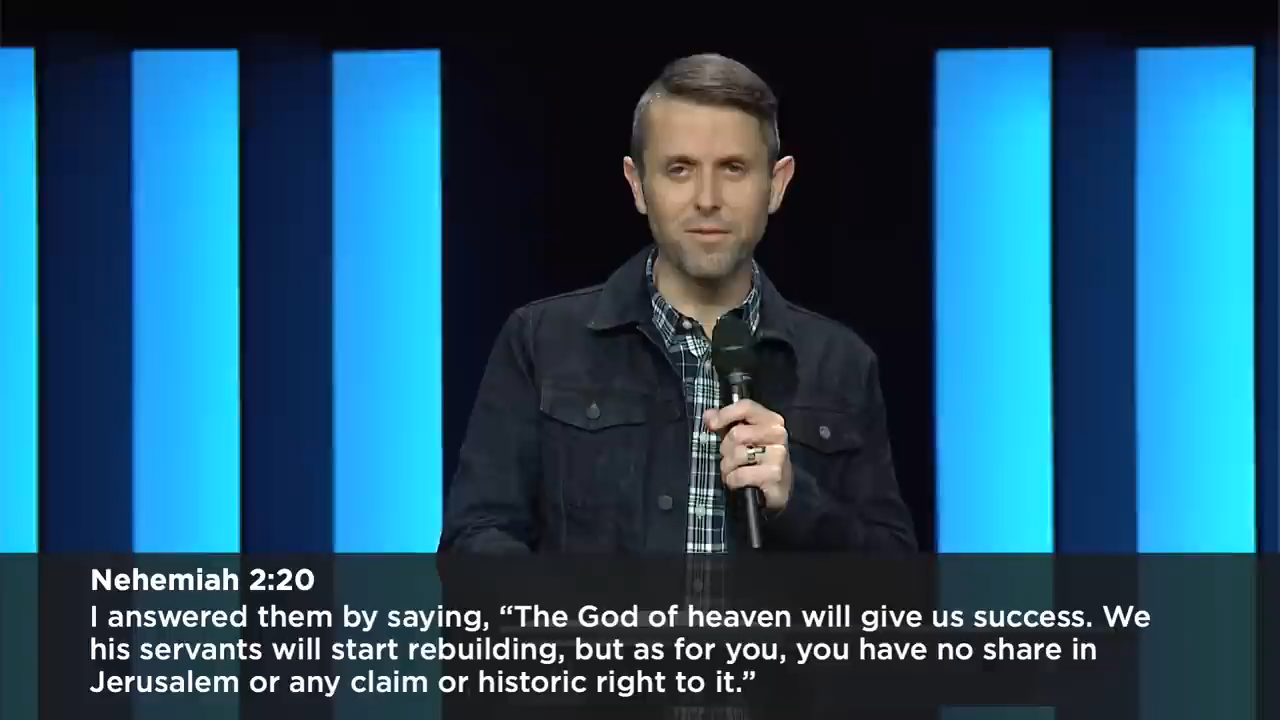 Nehemiah 2:20
I answered them by saying, “The God of heaven will give us success. We
his servants will start rebuilding, but as for you, you have no share in
Jerusalem or any claim or historic right to it.”